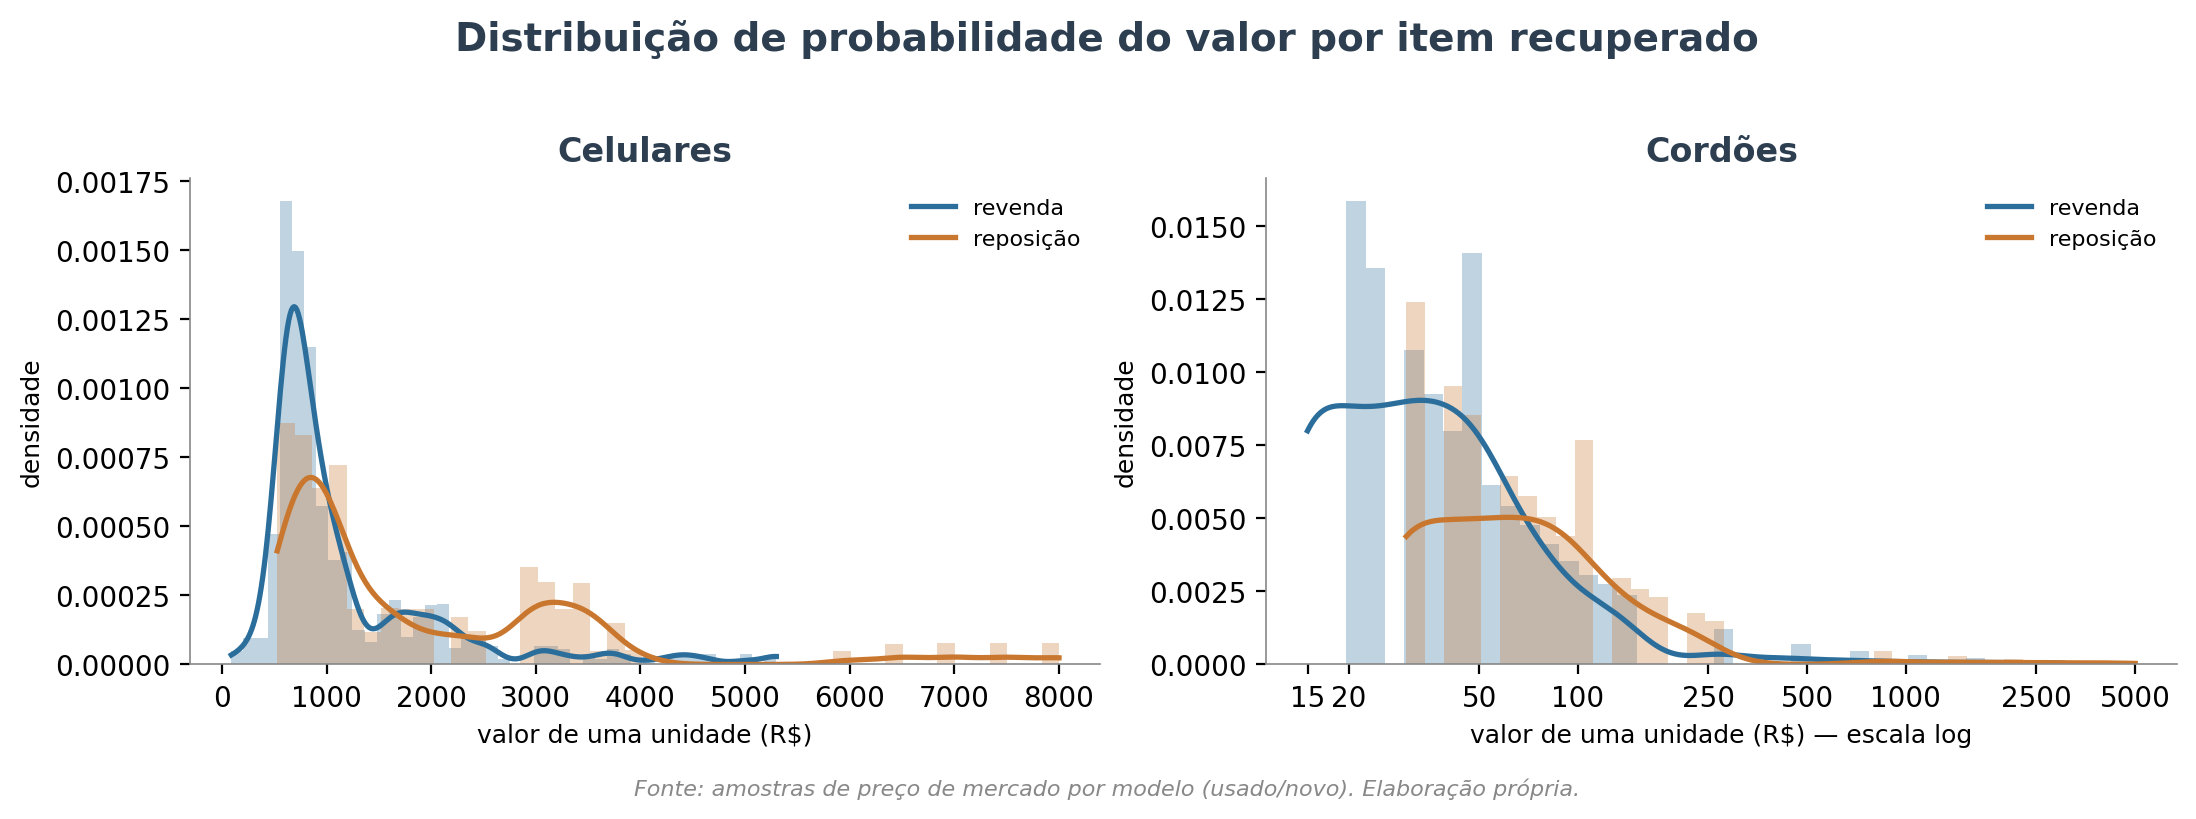 Distribuição de probabilidade do valor por item recuperado
Celulares
0.00175
0.00150
0.00125
0.00100
0.00075
0.00050
0.00025
0.00000
densidade
revenda
reposição
0 1000 2000 3000 4000 5000 6000 7000 8000
valor de uma unidade (R$)
Cordões
0.0150
0.0125
0.0100
0.0075
0.0050
0.0025
0.0000
densidade
revenda
reposição
15 20 50 100 250 500 1000 2500 5000
valor de uma unidade (R$) — escala log
Fonte: amostras de preço de mercado por modelo (usado/novo). Elaboração própria.